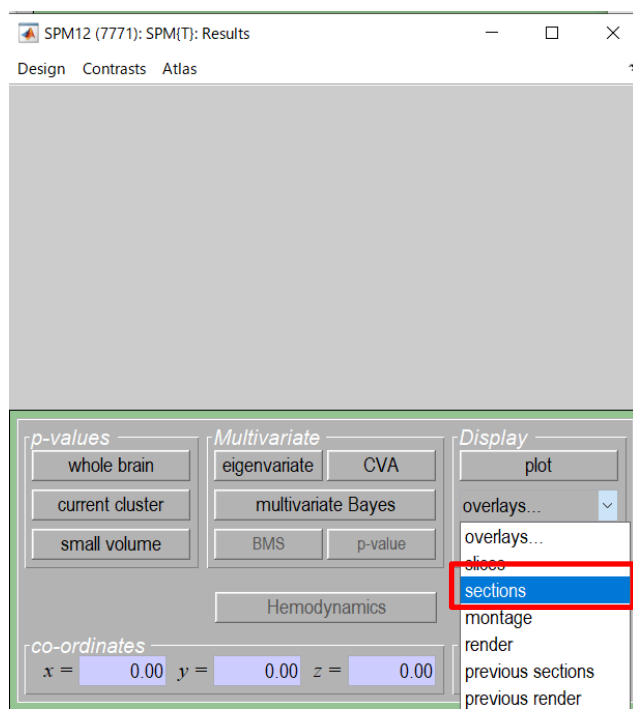 SPM12 (7771): SPM{T}: Results
Design Contrasts Atlas
p-values
whole brain
current cluster
small volume
Multivariate
eigenvariate CVA
multivariate Bayes
BMS p-value
Hemodynamics
Display
plot
overlays...
overlays...
slices
sections
montage
render
previous sections
previous render
co-ordinates
x = 0.00 y = 0.00 z = 0.00